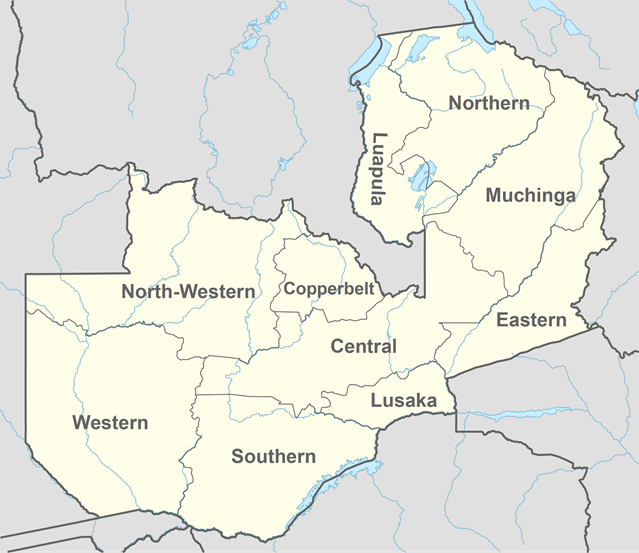 Northern
Luapula
Muchinga
North-Western
Copperbelt
Eastern
Central
Lusaka
Western
Southern